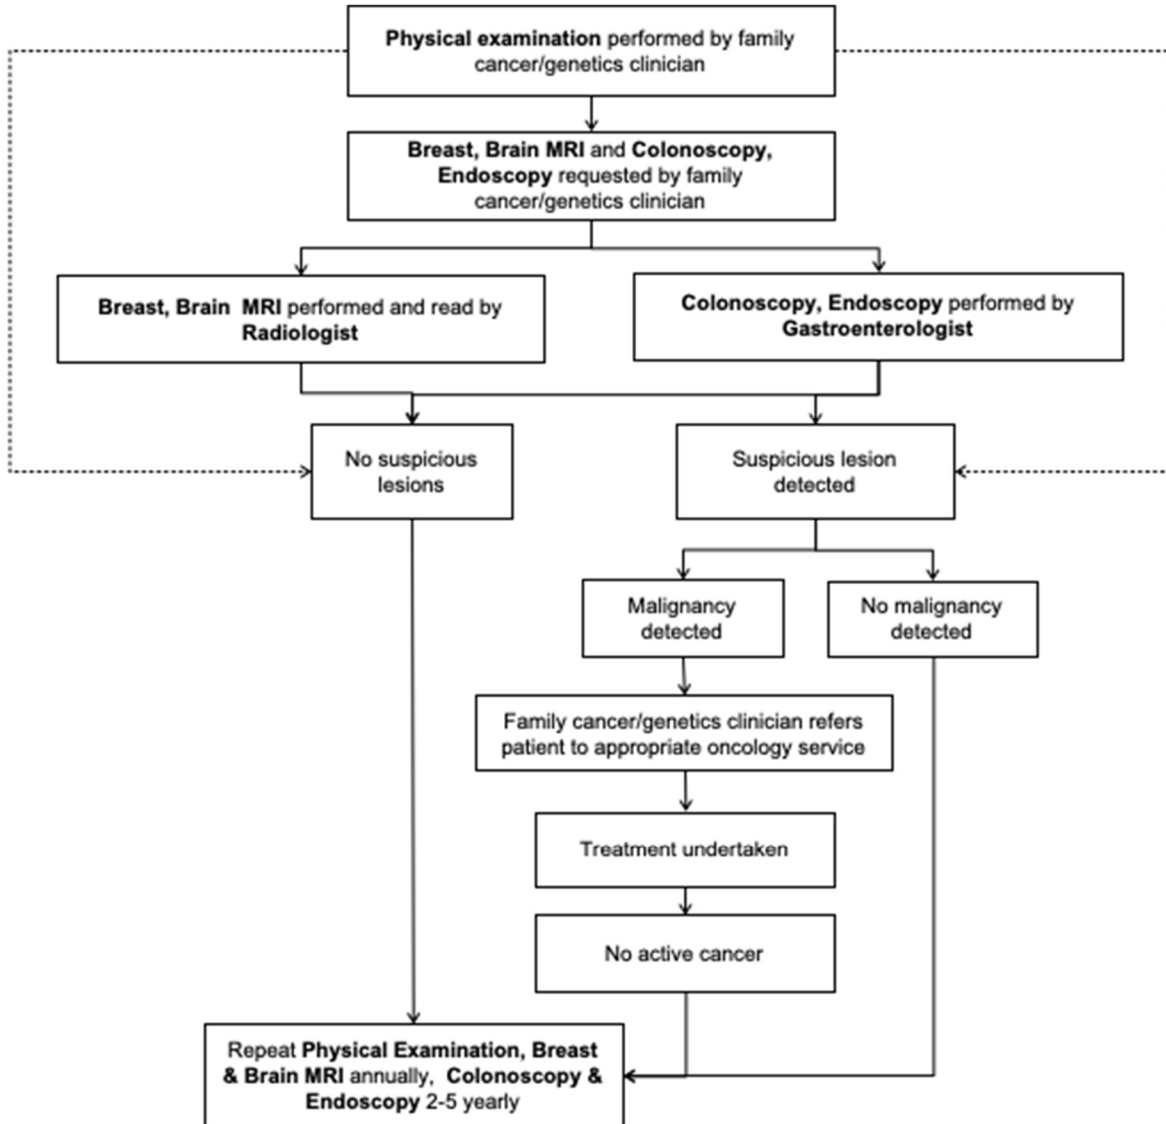 Physical examination performed by family
cancer/genetics clinician
Breast, Brain MRI and Colonoscopy,
Endoscopy requested by family
cancer/genetics clinician
Breast, Brain MRI performed and read by
Radiologist
Colonoscopy, Endoscopy performed by
Gastroenterologist
No suspicious
lesions
Suspicious lesion
detected
Malignancy
detected
No malignancy
detected
Family cancer/genetics clinician refers
patient to appropriate oncology service
Treatment undertaken
No active cancer
Repeat Physical Examination, Breast
& Brain MRI annually, Colonoscopy &
Endoscopy 2-5 yearly